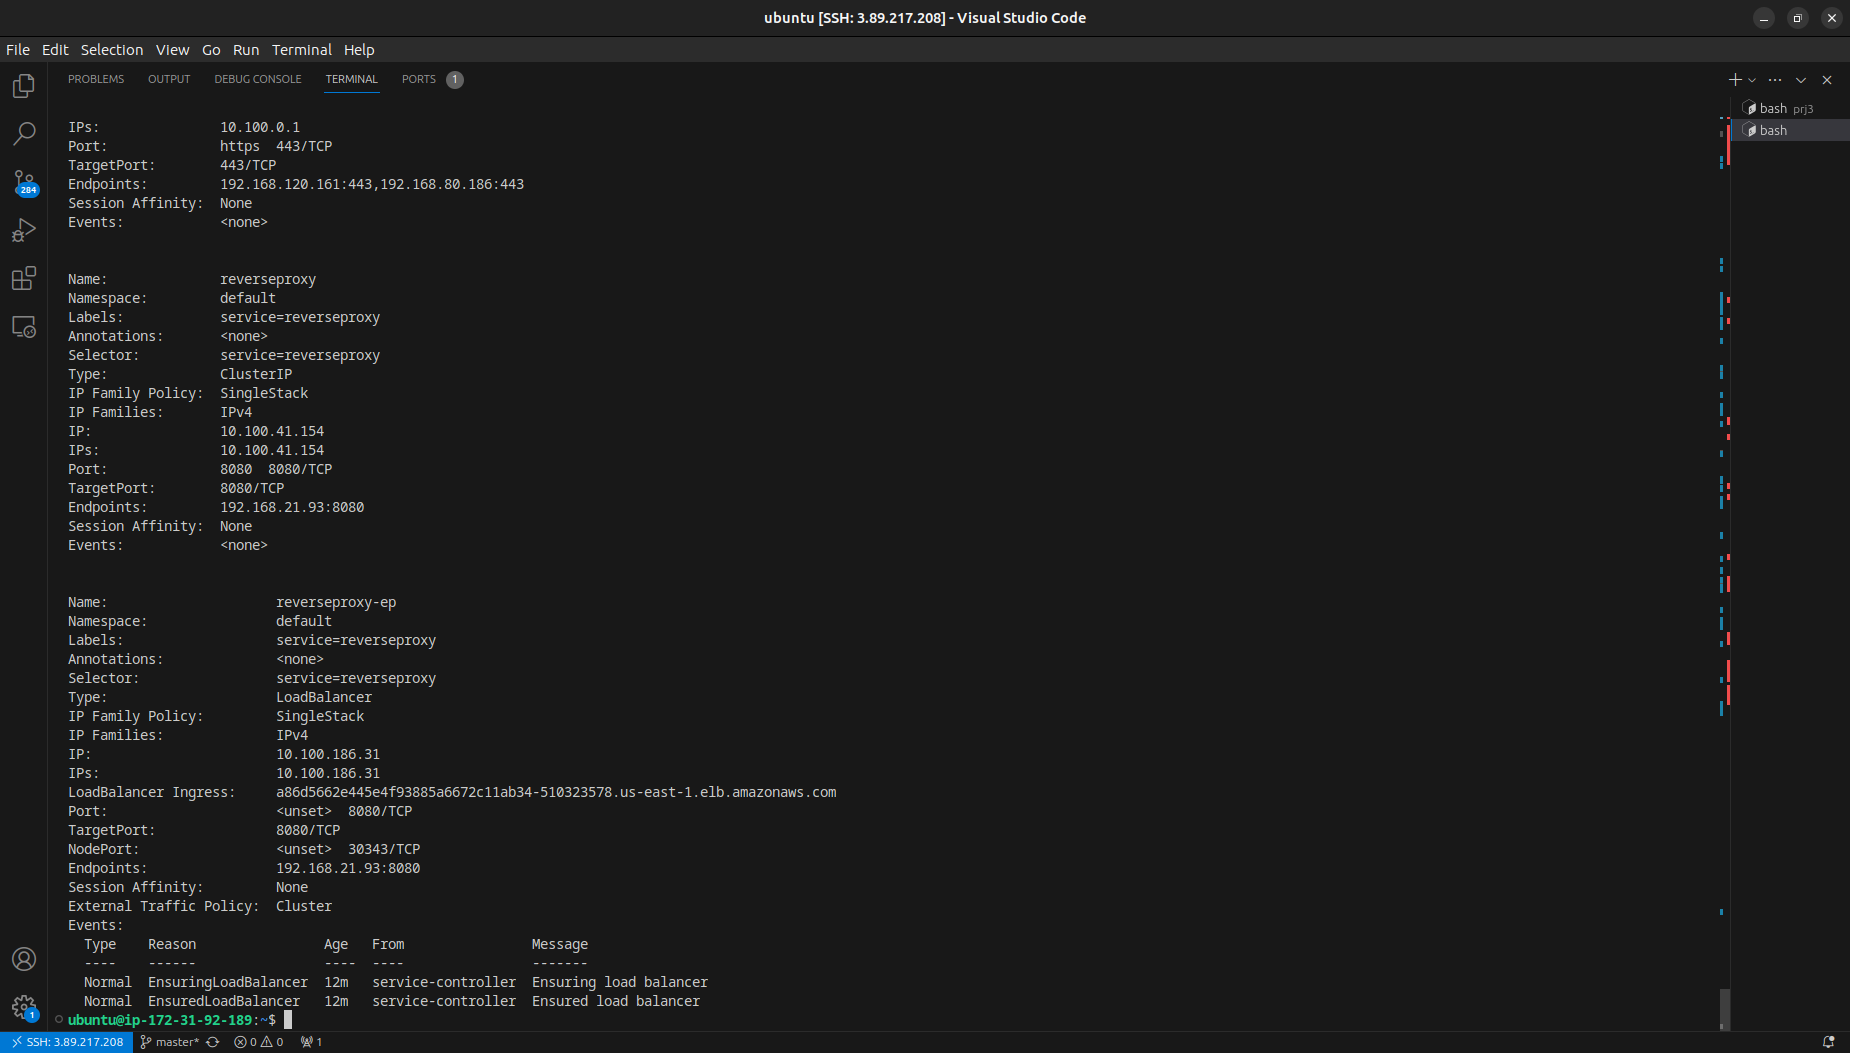 ubuntu [SSH: 3.89.217.208] - Visual Studio Code
File Edit Selection View Go Run Terminal Help
PROBLEMS OUTPUT DEBUG CONSOLE TERMINAL PORTS 1
bash prj3
bash
284
1
IPs: 10.100.0.1
Port: https 443/TCP
TargetPort: 443/TCP
Endpoints: 192.168.120.161:443,192.168.80.186:443
Session Affinity: None
Events: <none>
Name: reverseproxy
Namespace: default
Labels: service=reverseproxy
Annotations: <none>
Selector: service=reverseproxy
Type: ClusterIP
IP Family Policy: SingleStack
IP Families: IPv4
IP: 10.100.41.154
IPs: 10.100.41.154
Port: 8080 8080/TCP
TargetPort: 8080/TCP
Endpoints: 192.168.21.93:8080
Session Affinity: None
Events: <none>
Name: reverseproxy-ep
Namespace: default
Labels: service=reverseproxy
Annotations: <none>
Selector: service=reverseproxy
Type: LoadBalancer
IP Family Policy: SingleStack
IP Families: IPv4
IP: 10.100.186.31
IPs: 10.100.186.31
LoadBalancer Ingress: a86d5662e445e4f93885a6672c11ab34-510323578.us-east-1.elb.amazonaws.com
Port: <unset> 8080/TCP
TargetPort: 8080/TCP
NodePort: <unset> 30343/TCP
Endpoints: 192.168.21.93:8080
Session Affinity: None
External Traffic Policy: Cluster
Events:
Type Reason Age From Message
---- ------ ---- ---- -------
Normal EnsuringLoadBalancer 12m service-controller Ensuring load balancer
Normal EnsuredLoadBalancer 12m service-controller Ensured load balancer
ubuntu@ip-172-31-92-189:~$
SSH: 3.89.217.208 master* 0 0 1